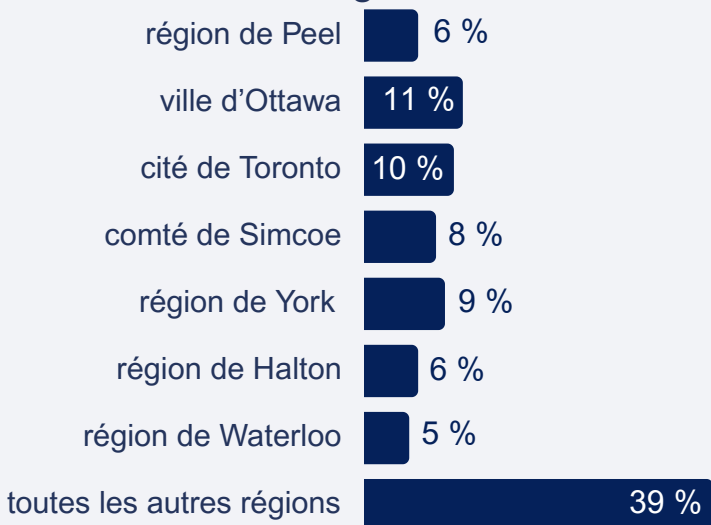 région de Peel 6 %
ville d’Ottawa 11 %
cité de Toronto 10 %
comté de Simcoe 8 %
région de York 9 %
région de Halton 6 %
région de Waterloo 5 %
toutes les autres régions 39 %